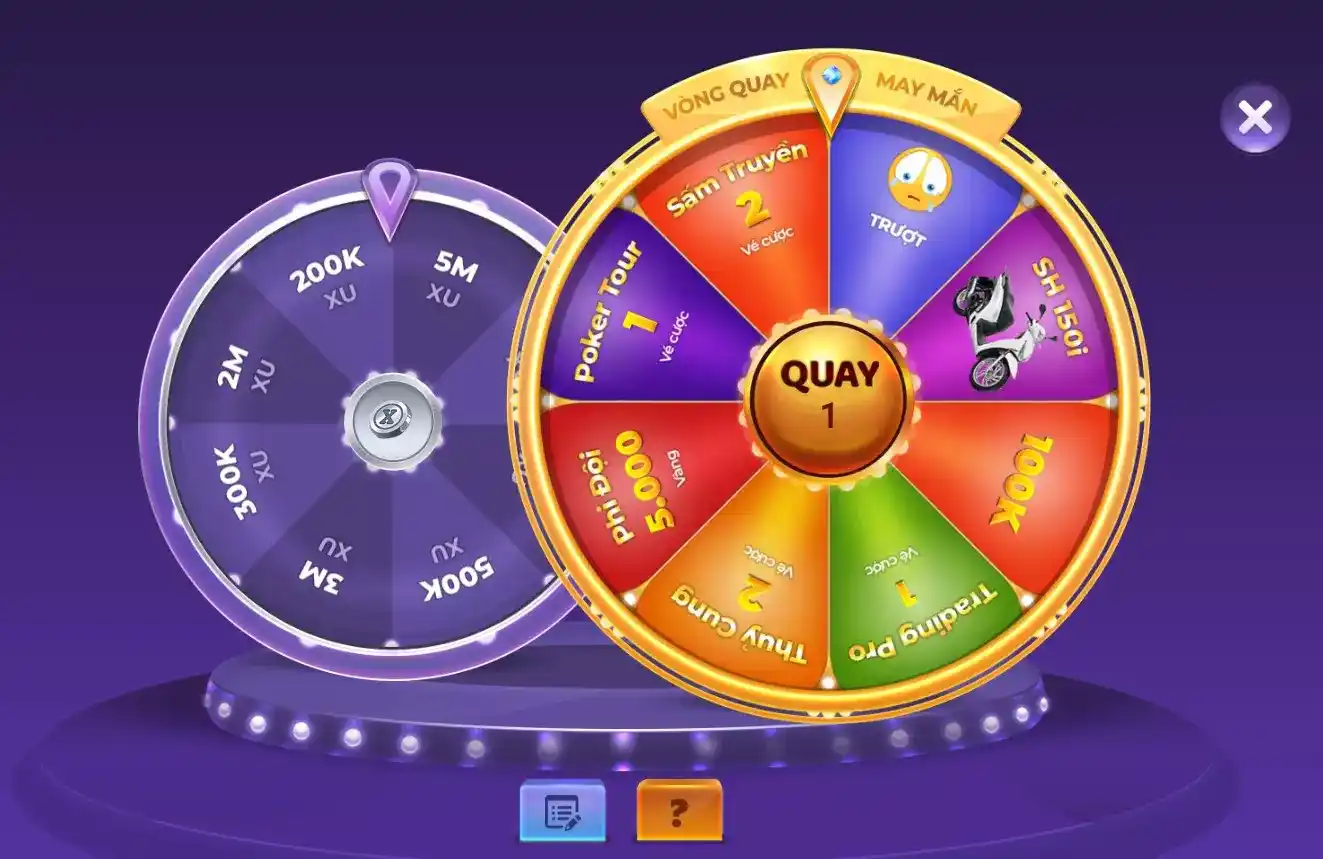 VÒNG QUAY MAY MẮN
Sấm Truyền
2
Vé cược
TRƯỢT
SH 150i
100K
Trading Pro
1
Vé cược
Thuỷ Cung
2
Vé cược
Phi Đội
5.000
Vàng
Poker Tour
1
Vé cược
QUAY
1
200K
XU
5M
XU
2M
XU
300K
XU
3M
XU
500K
XU
?